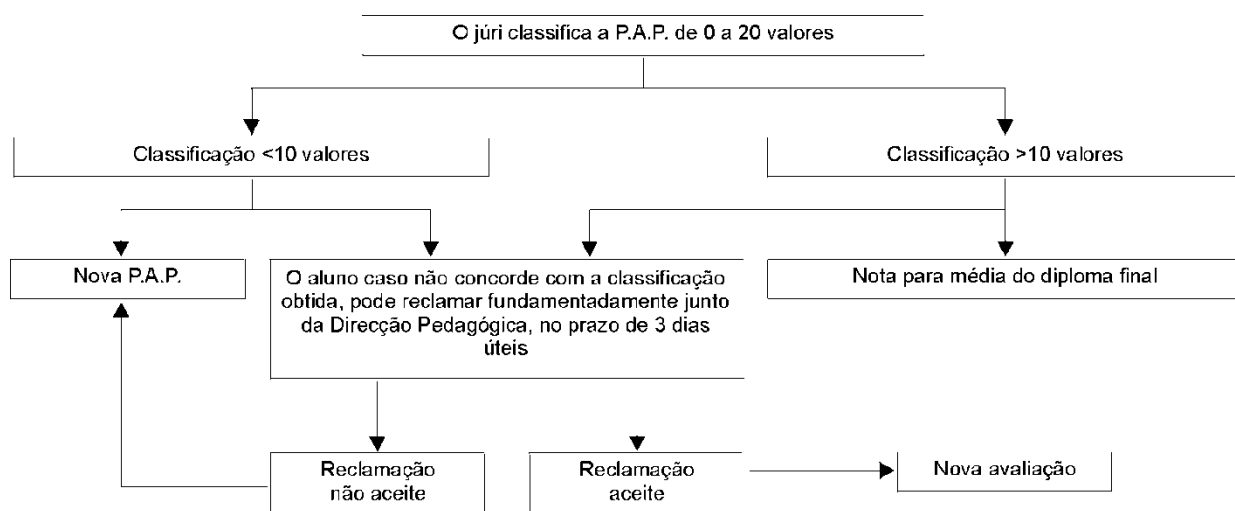 O júri classifica a P.A.P. de 0 a 20 valores
Classificação <10 valores
Classificação >10 valores
Nova P.A.P.
O aluno caso não concorde com a classificação
obtida, pode reclamar fundamentadamente junto
da Direcção Pedagógica, no prazo de 3 dias
úteis
Nota para média do diploma final
Reclamação
não aceite
Reclamação
aceite
Nova avaliação